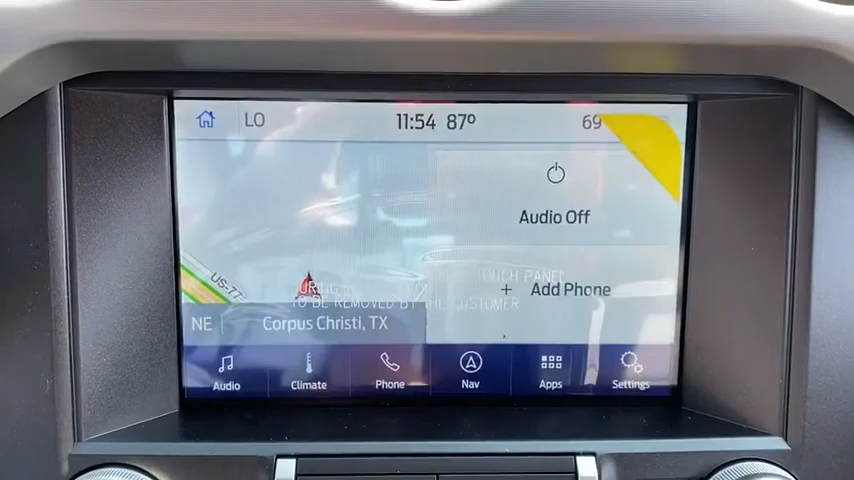 LO 11:54 87° 69
Audio Off
US-77
TOUCH PANEL
+ Add Phone
TO BE REMOVED BY THE CUSTOMER
NE Corpus Christi, TX
Audio Climate Phone Nav Apps Settings